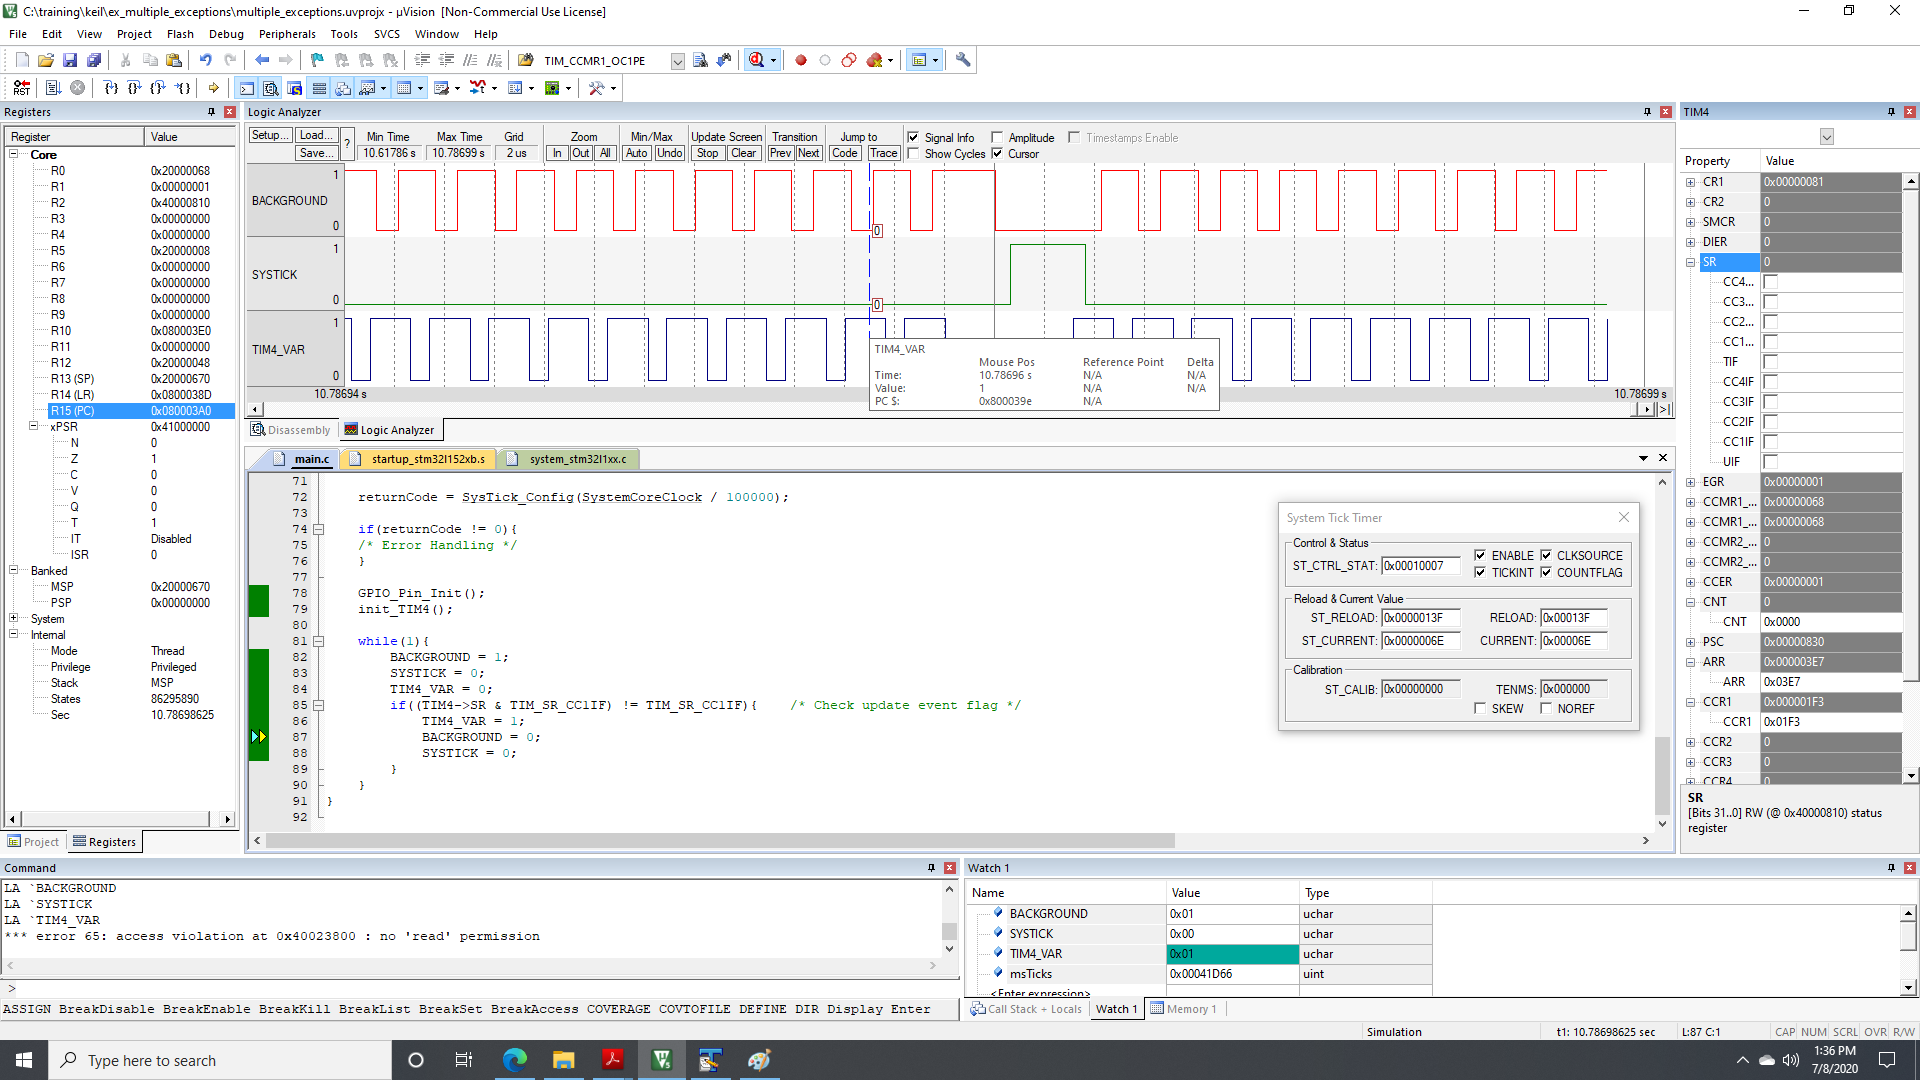 C:\training\keil\ex_multiple_exceptions\multiple_exceptions.uvprojx - µVision  [Non-Commercial Use License]
File Edit View Project Flash Debug Peripherals Tools SVCS Window Help
TIM_CCMR1_OC1PE
RST
Registers
Register Value
Core
R0 0x20000068
R1 0x00000001
R2 0x40000810
R3 0x00000000
R4 0x00000000
R5 0x20000008
R6 0x00000000
R7 0x00000000
R8 0x00000000
R9 0x00000000
R10 0x080003E0
R11 0x00000000
R12 0x20000048
R13 (SP) 0x20000670
R14 (LR) 0x0800038D
R15 (PC) 0x080003A0
xPSR 0x41000000
N 0
Z 1
C 0
V 0
Q 0
T 1
IT Disabled
ISR 0
Banked
MSP 0x20000670
PSP 0x00000000
System
Internal
Mode Thread
Privilege Privileged
Stack MSP
States 86295890
Sec 10.78698625
Project Registers
Logic Analyzer
Setup... Load... Save... ?
Min Time Max Time Grid Zoom Min/Max Update Screen Transition Jump to
10.61786 s 10.78699 s 2 us In Out All Auto Undo Stop Clear Prev Next Code Trace
Signal Info Amplitude Timestamps Enable
Show Cycles Cursor
BACKGROUND 1 0
SYSTICK 1 0
TIM4_VAR 1 0
0
0
10.78694 s 10.78699 s
TIM4_VAR
Mouse Pos Reference Point Delta
Time: 10.78696 s N/A N/A
Value: 1 N/A N/A
PC $: 0x800039e N/A
Disassembly Logic Analyzer
main.c startup_stm32l152xb.s system_stm32l1xx.c
71
72 returnCode = SysTick_Config(SystemCoreClock / 100000);
73
74 if(returnCode != 0){
75 /* Error Handling */
76 }
77
78 GPIO_Pin_Init();
79 init_TIM4();
80
81 while(1){
82 BACKGROUND = 1;
83 SYSTICK = 0;
84 TIM4_VAR = 0;
85 if((TIM4->SR & TIM_SR_CC1IF) != TIM_SR_CC1IF){ /* Check update event flag */
86 TIM4_VAR = 1;
87 BACKGROUND = 0;
88 SYSTICK = 0;
89 }
90 }
91 }
92
System Tick Timer
Control & Status
ST_CTRL_STAT: 0x00010007 ENABLE CLKSOURCE
TICKINT COUNTFLAG
Reload & Current Value
ST_RELOAD: 0x0000013F RELOAD: 0x00013F
ST_CURRENT: 0x0000006E CURRENT: 0x00006E
Calibration
ST_CALIB: 0x00000000 TENMS: 0x000000
SKEW NOREF
TIM4
Property Value
CR1 0x00000081
CR2 0
SMCR 0
DIER 0
SR 0
CC4...
CC3...
CC2...
CC1...
TIF
CC4IF
CC3IF
CC2IF
CC1IF
UIF
EGR 0x00000001
CCMR1_... 0x00000068
CCMR1_... 0x00000068
CCMR2_... 0
CCMR2_... 0
CCER 0x00000001
CNT 0
CNT 0x0000
PSC 0x00000830
ARR 0x000003E7
ARR 0x03E7
CCR1 0x000001F3
CCR1 0x01F3
CCR2 0
CCR3 0
CCR4 0
SR
[Bits 31..0] RW (@ 0x40000810) status
register
Command
LA `BACKGROUND
LA `SYSTICK
LA `TIM4_VAR
*** error 65: access violation at 0x40023800 : no 'read' permission
>
ASSIGN BreakDisable BreakEnable BreakKill BreakList BreakSet BreakAccess COVERAGE COVTOFILE DEFINE DIR Display Enter
Watch 1
Name Value Type
BACKGROUND 0x01 uchar
SYSTICK 0x00 uchar
TIM4_VAR 0x01 uchar
msTicks 0x00041D66 uint
<Enter expression>
Call Stack + Locals Watch 1 Memory 1
Simulation t1: 10.78698625 sec L:87 C:1 CAP NUM SCRL OVR R/W
Type here to search
1:36 PM
7/8/2020